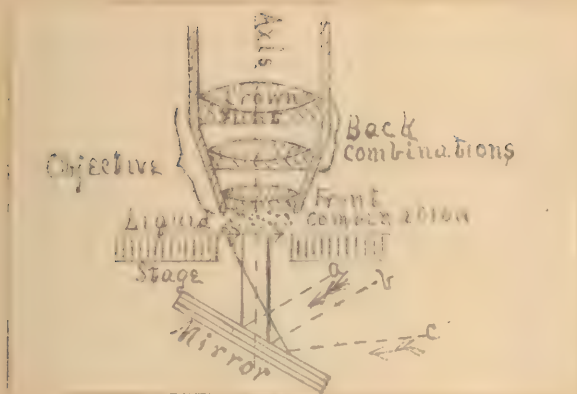 Axis
Crown
Flint
Back
combinations
Objective
Front
Combination
Liquid
Stage
a
b
c
Mirror